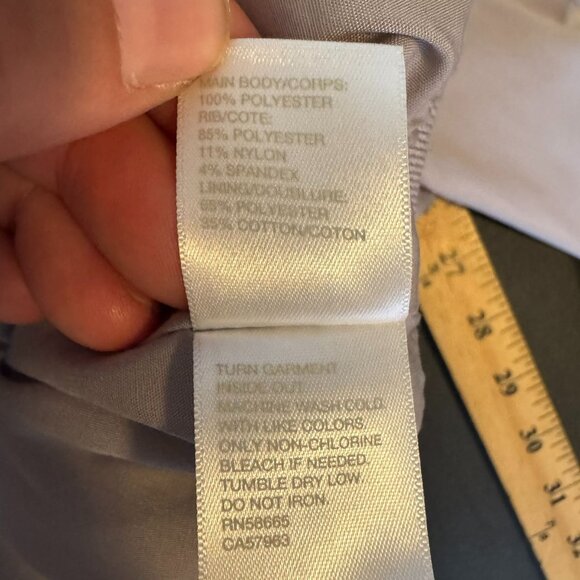 MAIN BODY/CORPS:
100% POLYESTER
RIB/COTE:
85% POLYESTER
11% NYLON
4% SPANDEX
LINING/DOUBLURE:
65% POLYESTER
35% COTTON/COTON
TURN GARMENT
INSIDE OUT
MACHINE WASH COLD.
WITH LIKE COLORS
ONLY NON-CHLORINE
BLEACH IF NEEDED.
TUMBLE DRY LOW
DO NOT IRON.
RN58665
CA57963
27
28
29
30
31